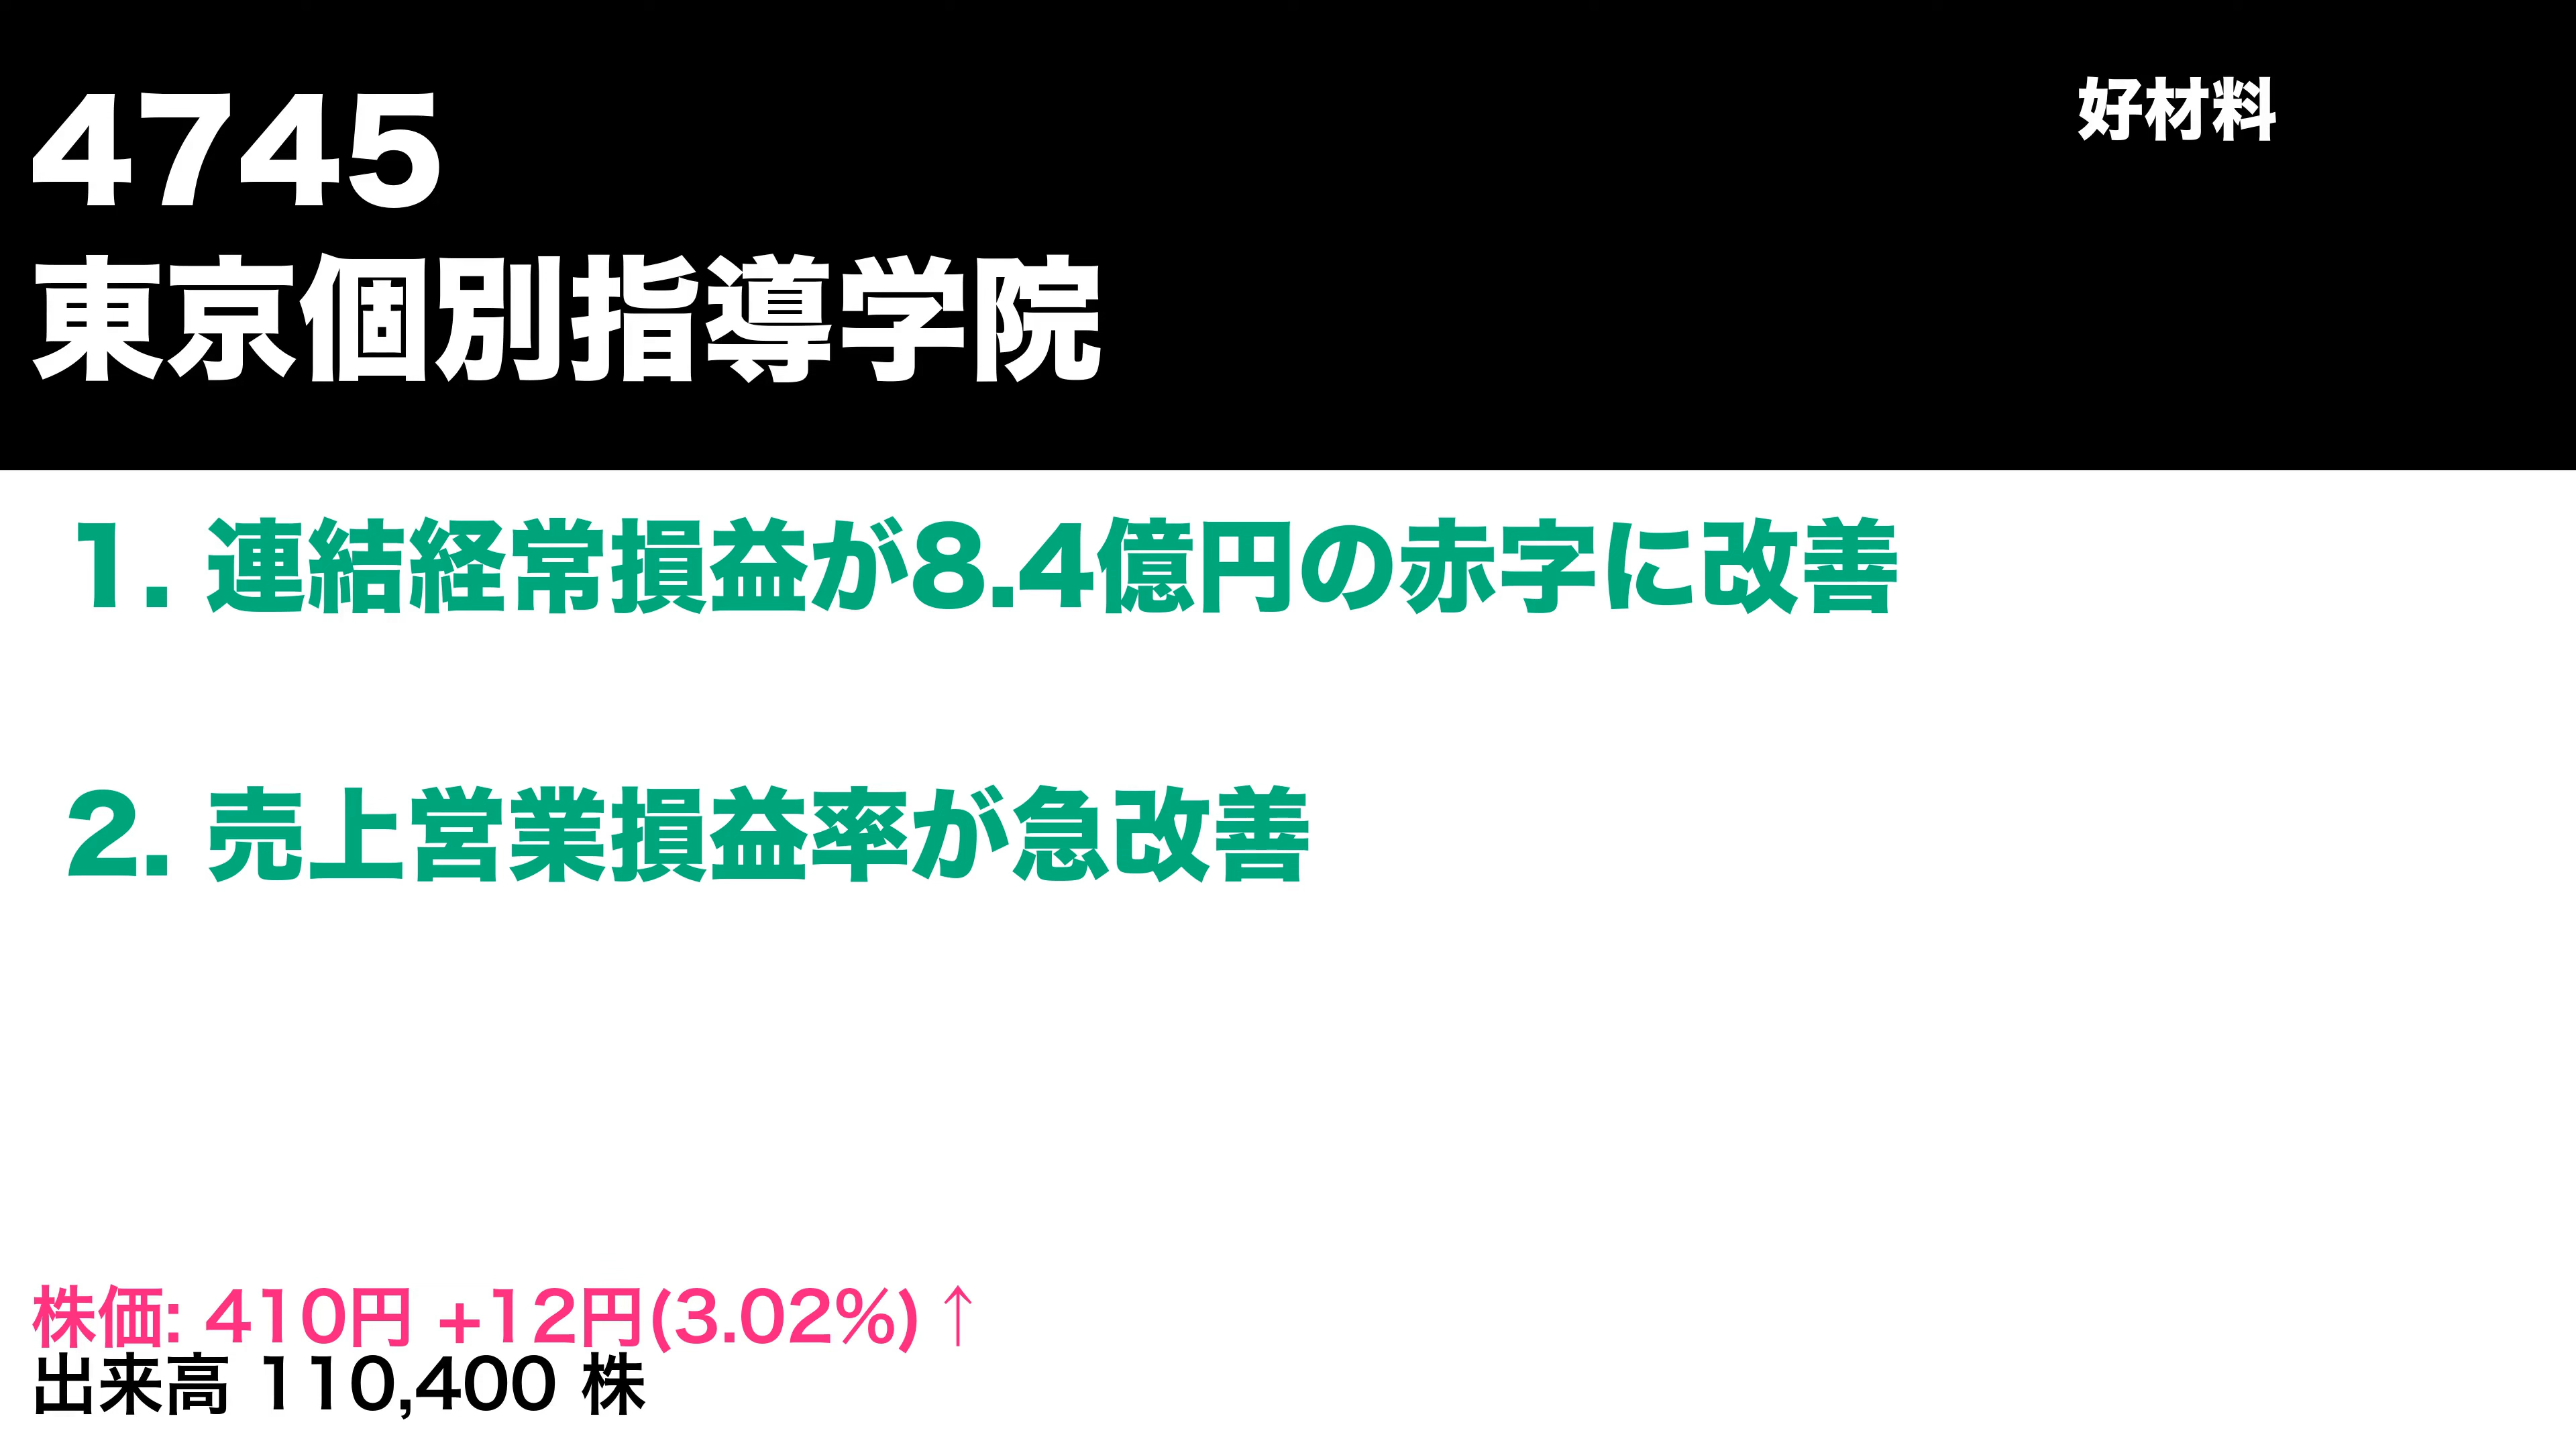 4745
好材料
東京個別指導学院
1. 連結経常損益が8.4億円の赤字に改善
2. 売上営業損益率が急改善
株価: 410円 +12円(3.02%)↑
出来高 110,400 株